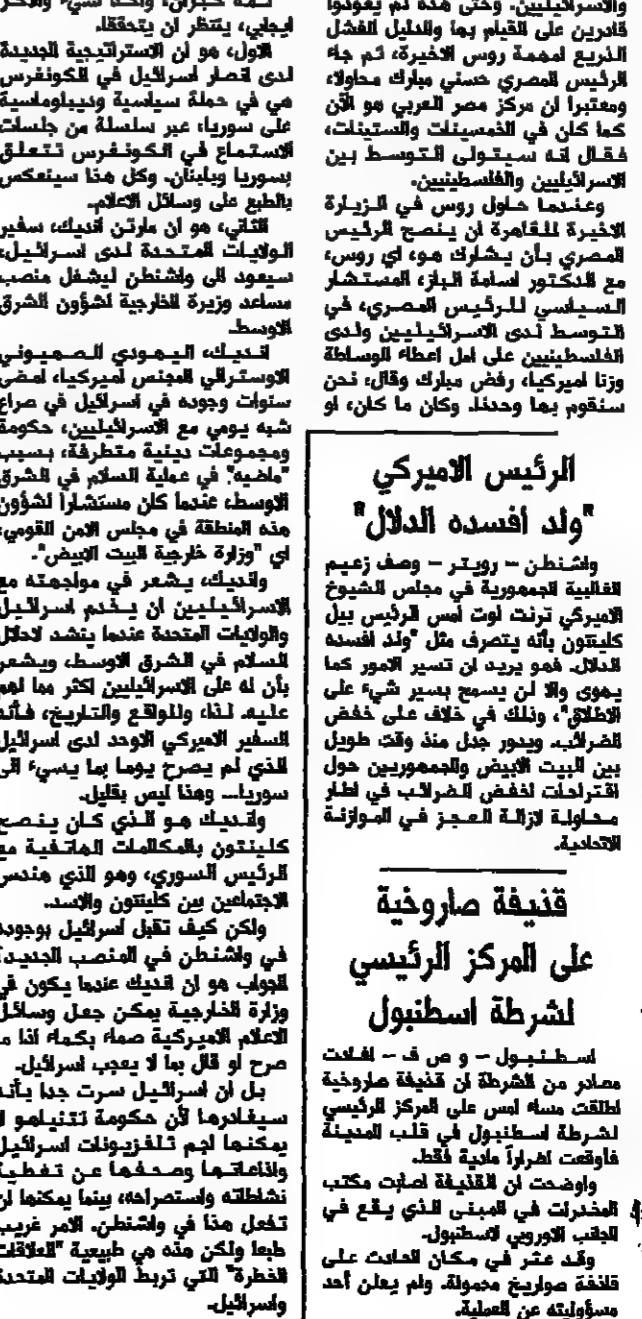 والاسرائيليين. وحتى هذه لم يعودوا
قادرين على القيام بها والدليل الفشل
الذريع لمهمة روس الاخيرة، ثم جاء
الرئيس المصري حسني مبارك محاولا،
ومعتبرا ان مركز مصر العربي هو الآن
كما كان في الخمسينات والستينات،
فقال انه سيتولى التوسط بين
الاسرائيليين والفلسطينيين.
وعندما حاول روس في الزيارة
الاخيرة للقاهرة ان ينصح الرئيس
المصري بأن يشارك هو، اي روس،
مع الدكتور اسامة الباز، المستشار
السياسي للرئيس المصري، في
التوسط لدى الاسرائيليين ولدى
الفلسطينيين على امل اعطاء الوساطة
وزنا اميركيا، رفض مبارك وقال، نحن
سنقوم بها وحدنا. وكان ما كان، او
الرئيس الاميركي
"ولد أفسده الدلال"
واشنطن – رويتر – وصف زعيم
الغالبية الجمهورية في مجلس الشيوخ
الاميركي ترنت لوت امس الرئيس بيل
كلينتون بأنه يتصرف مثل "ولد افسده
الدلال. فهو يريد ان تسير الامور كما
يهوى والا لن يسمح بسير شيء على
الاطلاق"، وذلك في خلاف على خفض
الضرائب. ويدور جدل منذ وقت طويل
بين البيت الابيض والجمهوريين حول
اقتراحات لخفض الضرائب في اطار
محاولة لازالة العجز في الموازنة
الاتحادية.
قذيفة صاروخية
على المركز الرئيسي
لشرطة اسطنبول
اسطنبول – و ص ف – افادت
مصادر من الشرطة ان قذيفة صاروخية
اطلقت مساء امس على المركز الرئيسي
لشرطة اسطنبول في قلب المدينة
فأوقعت اضراراً مادية فقط.
واوضحت ان القذيفة اصابت مكتب
المخدرات في المبنى الذي يقع في
الجانب الاوروبي لاسطنبول.
وقد عثر في مكان الحادث على
قاذفة صواريخ محمولة. ولم يعلن أحد
مسؤوليته عن العملية.
ايجابي، ينتظر ان يتحققا.
الاول، هو ان الاستراتيجية الجديدة
لدى انصار اسرائيل في الكونغرس
هي في حملة سياسية وديبلوماسية
على سوريا، عبر سلسلة من جلسات
الاستماع في الكونغرس تتعلق
بسوريا وبلبنان. وكل هذا سينعكس
بالطبع على وسائل الاعلام.
الثاني، هو ان مارتن انديك، سفير
الولايات المتحدة لدى اسرائيل،
سيعود الى واشنطن ليشغل منصب
مساعد وزيرة الخارجية لشؤون الشرق
الاوسط.
انديك، اليهودي الصهيوني
الاوسترالي المجنس اميركيا، امضى
سنوات وجوده في اسرائيل في صراع
شبه يومي مع الاسرائيليين، حكومة
ومجموعات دينية متطرفة، بسبب
"ماضيه" في عملية السلام في الشرق
الاوسط، عندما كان مستشاراً لشؤون
هذه المنطقة في مجلس الامن القومي،
اي "وزارة خارجية البيت الابيض".
وانديك، يشعر في مواجهته مع
الاسرائيليين ان يخدم اسرائيل
والولايات المتحدة عندما ينشد لاحلال
السلام في الشرق الاوسط، ويشعر
بأن له على الاسرائيليين اكثر مما لهم
عليه. لذا، وللواقع والتاريخ، فأنه
السفير الاميركي الاوحد لدى اسرائيل
الذي لم يصرح يوما بما يسيء الى
سوريا... وهذا ليس بقليل.
وانديك هو الذي كان ينصح
كلينتون بالمكالمات الهاتفية مع
الرئيس السوري، وهو الذي هندس
الاجتماعين بين كلينتون والاسد.
ولكن كيف تقبل اسرائيل بوجوده
في واشنطن في المنصب الجديد؟
الجواب هو ان انديك عندما يكون في
وزارة الخارجية يمكن جعل وسائل
الاعلام الاميركية صماء بكماء اذا ما
صرح او قال بما لا يعجب اسرائيل.
بل ان اسرائيل سرت جدا بأنه
سيغادرها لأن حكومة نتنياهو لا
يمكنها لجم تلفزيونات اسرائيل
واذاعاتها وصحفها عن تغطية
نشاطاته واستصراحه، بينما يمكنها ان
تفعل هذا في واشنطن. الامر غريب
طبعا ولكن هذه هي طبيعية "العلاقات
الخطرة" التي تربط الولايات المتحدة
واسرائيل.